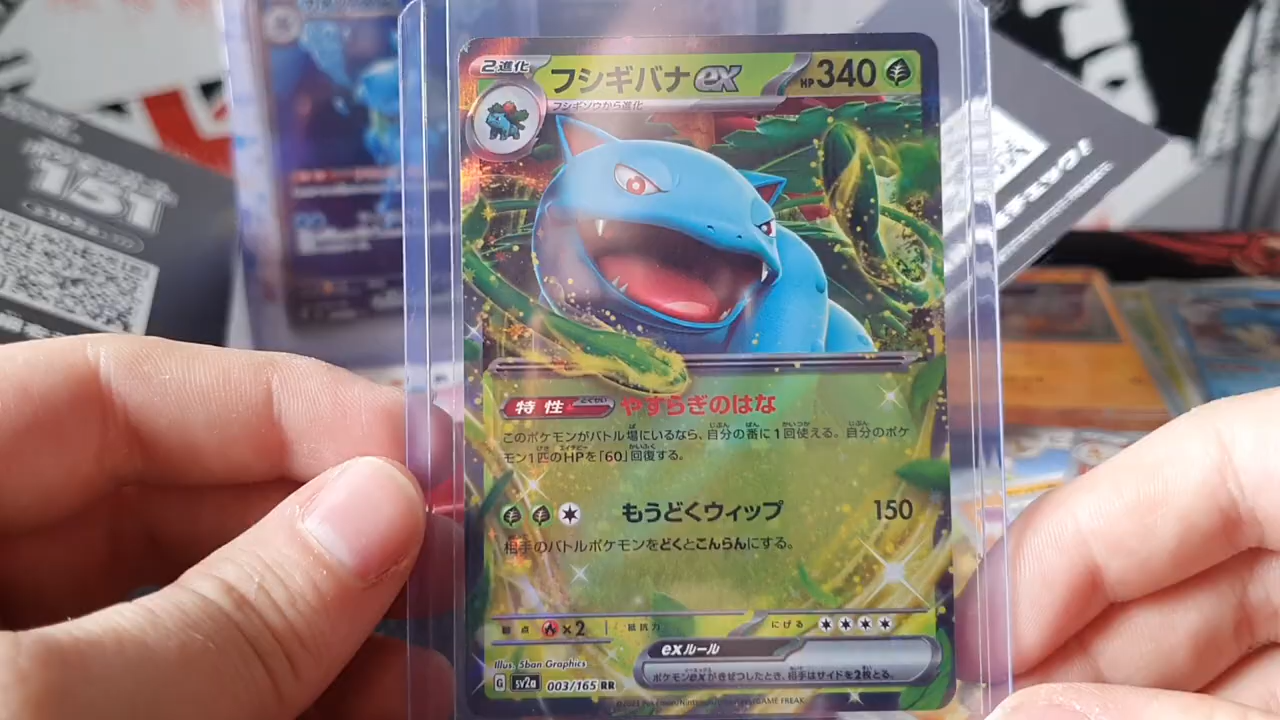 2進化
フシギバナex
HP 340
フシギソウから進化
特性
とくせい
やすらぎのはな
このポケモンがバトル場にいるなら、自分の番に1回使える。自分のポケ
モン1匹のHPを「60」回復する。
もうどくウィップ 150
相手のバトルポケモンをどくとこんらんにする。
弱点 ×2 抵抗力 にげる
exルール
ポケモンexがきぜつしたとき、相手はサイドを2枚とる。
Illus. 5ban Graphics
G sv2a 003/165 RR
151